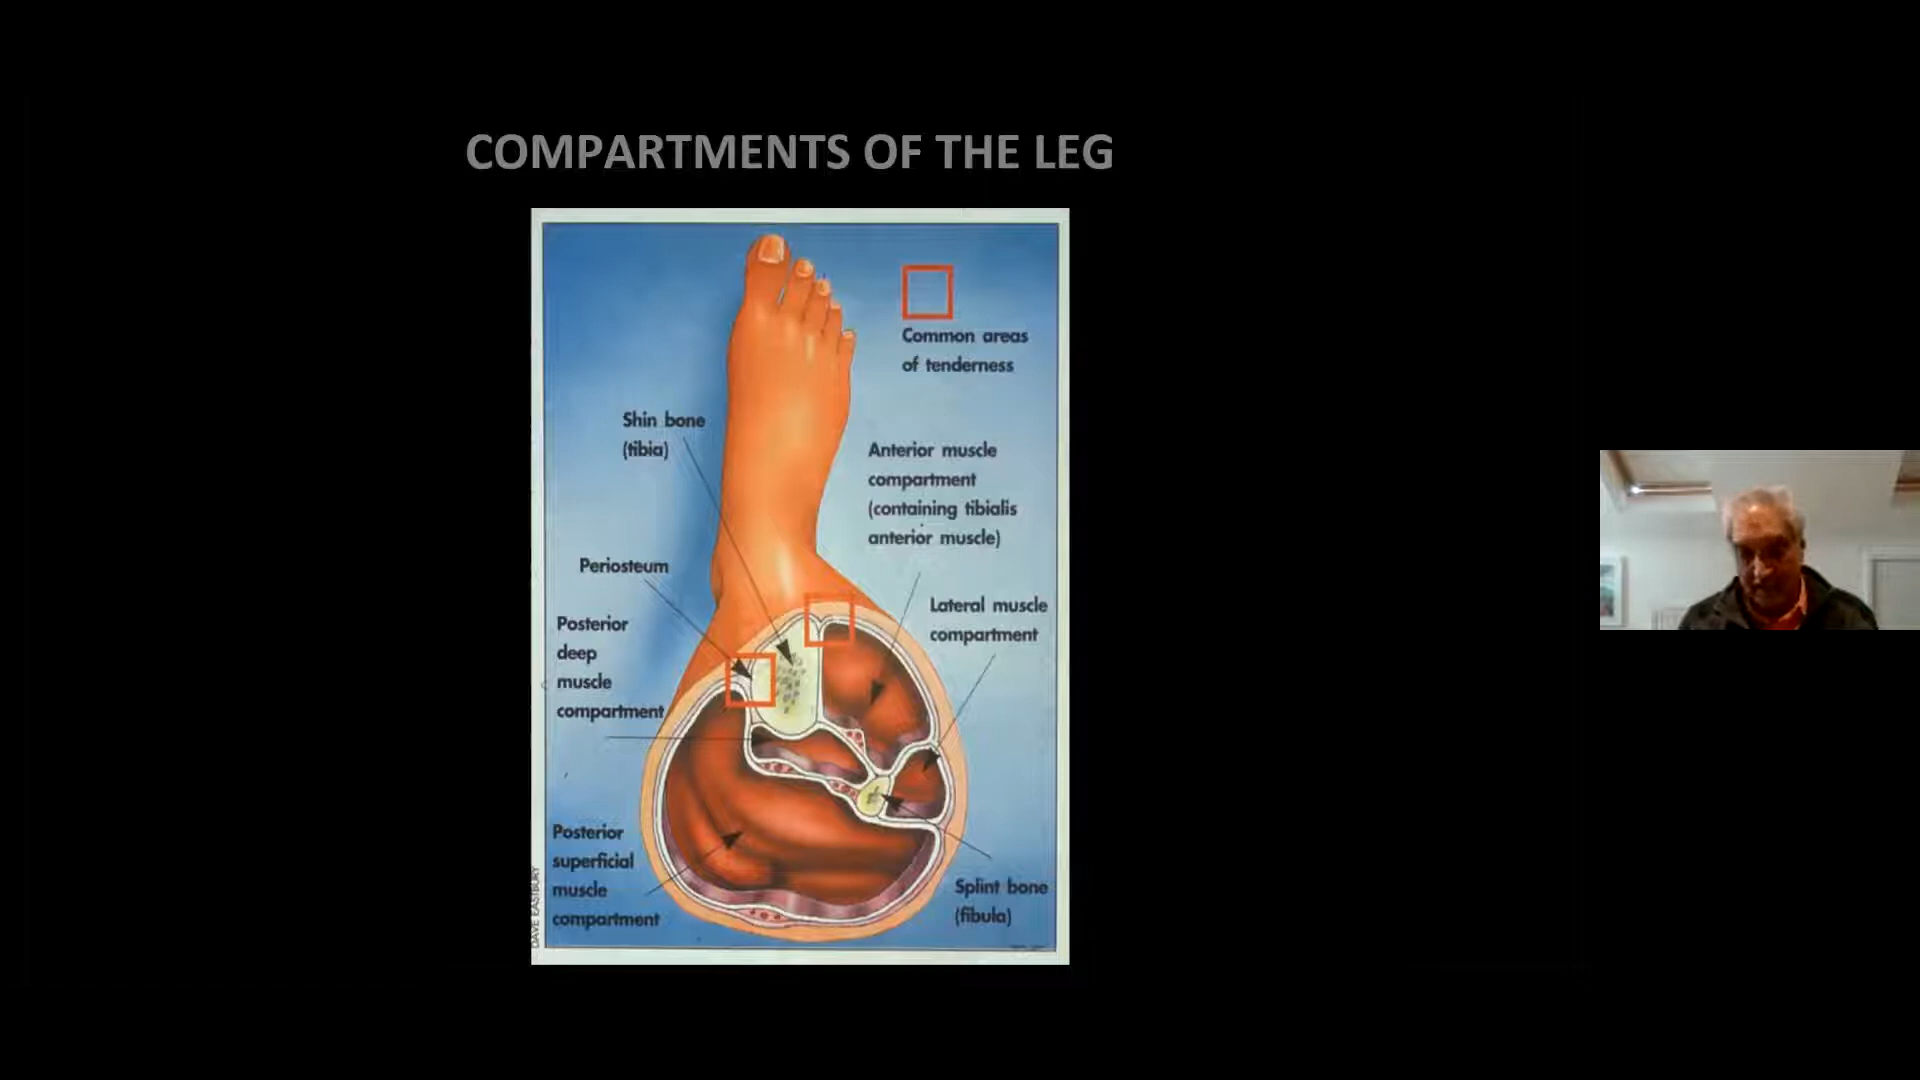 COMPARTMENTS OF THE LEG
Common areas
of tenderness
Shin bone
(tibia)
Anterior muscle
compartment
(containing tibialis
anterior muscle)
Periosteum
Lateral muscle
compartment
Posterior
deep
muscle
compartment
Posterior
superficial
muscle
compartment
Splint bone
(fibula)
DAVE EASTBURY